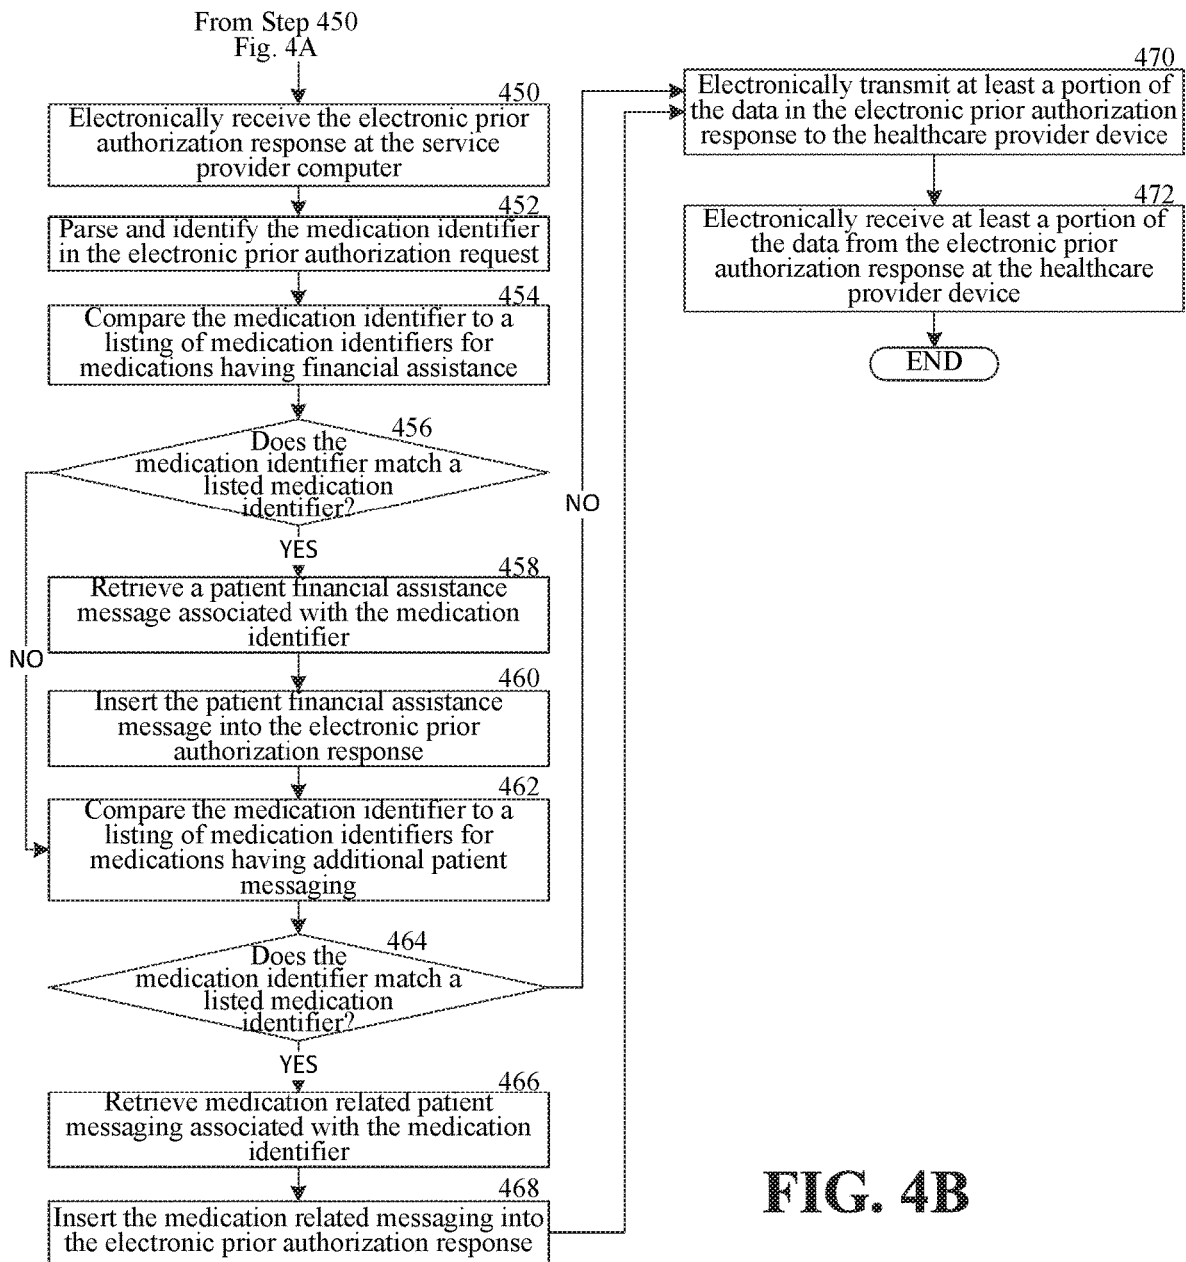 From Step 450
Fig. 4A
450
Electronically receive the electronic prior
authorization response at the service
provider computer
452
Parse and identify the medication identifier
in the electronic prior authorization request
454
Compare the medication identifier to a
listing of medication identifiers for
medications having financial assistance
456
Does the
medication identifier match a
listed medication
identifier?
YES
NO
458
Retrieve a patient financial assistance
message associated with the medication
identifier
460
Insert the patient financial assistance
message into the electronic prior
authorization response
462
Compare the medication identifier to a
listing of medication identifiers for
medications having additional patient
messaging
464
Does the
medication identifier match a
listed medication
identifier?
YES
NO
466
Retrieve medication related patient
messaging associated with the medication
identifier
468
Insert the medication related messaging into
the electronic prior authorization response
470
Electronically transmit at least a portion of
the data in the electronic prior authorization
response to the healthcare provider device
472
Electronically receive at least a portion of
the data from the electronic prior
authorization response at the healthcare
provider device
END
FIG. 4B